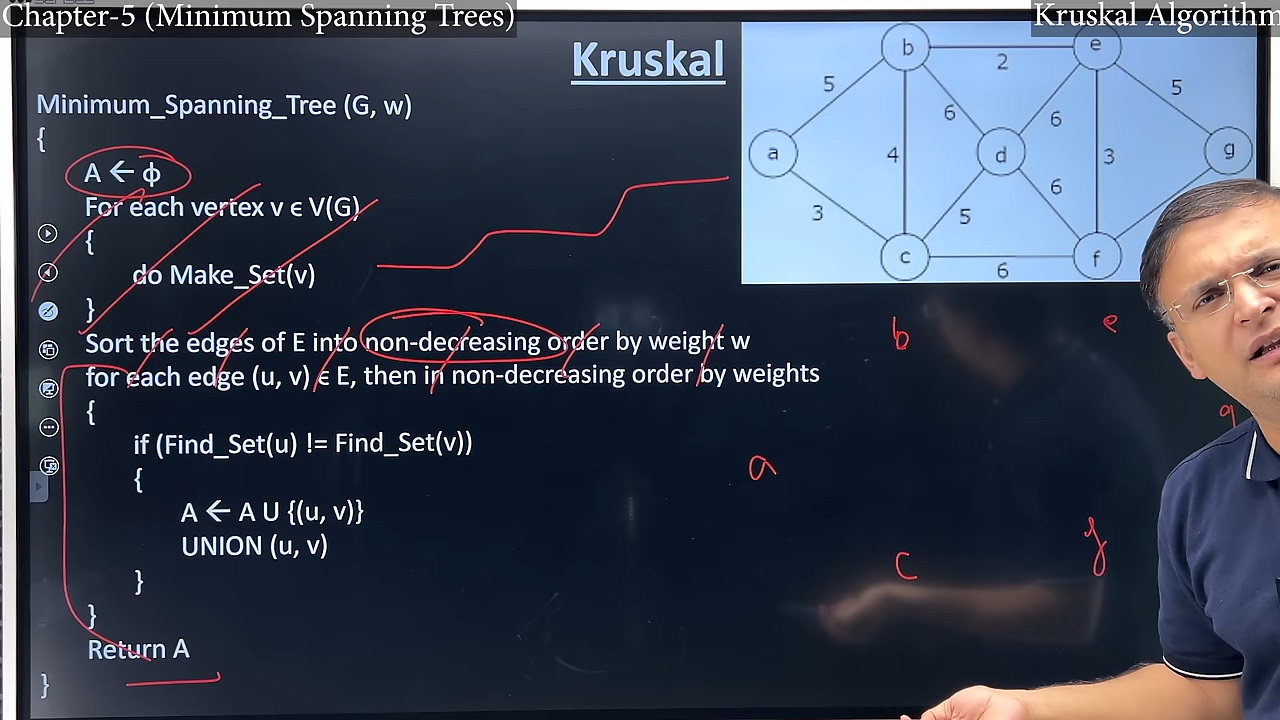 Chapter-5 (Minimum Spanning Trees)
Kruskal Algorithm
Kruskal
Minimum_Spanning_Tree (G, w)
{
A ← ϕ
For each vertex v ϵ V(G)
{
do Make_Set(v)
}
Sort the edges of E into non-decreasing order by weight w
for each edge (u, v) ϵ E, then in non-decreasing order by weights
{
if (Find_Set(u) != Find_Set(v))
{
A ← A U {(u, v)}
UNION (u, v)
}
}
Return A
}
b 2 e
5 5
6 6
a 4 d 3 g
6
3 5
c 6 f
b e
g
a
c f